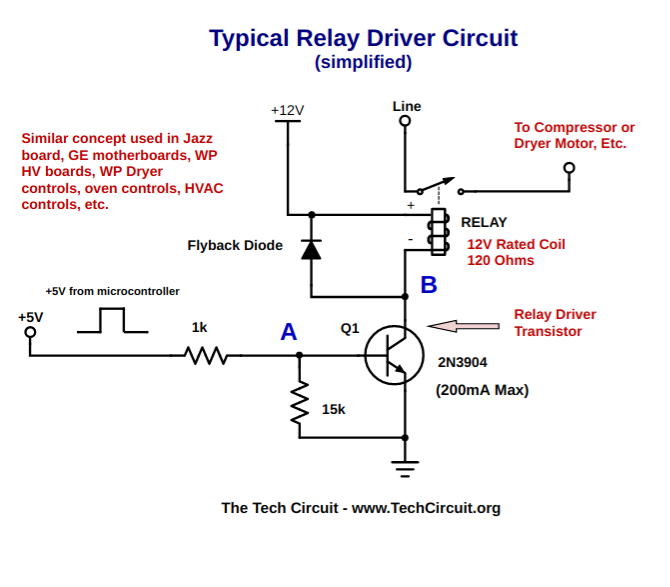 Typical Relay Driver Circuit
(simplified)
+12V
Line
Similar concept used in Jazz
board, GE motherboards, WP
HV boards, WP Dryer
controls, oven controls, HVAC
controls, etc.
To Compressor or
Dryer Motor, Etc.
+
-
RELAY
12V Rated Coil
120 Ohms
Flyback Diode
B
+5V from microcontroller
+5V
1k
A
Q1
Relay Driver
Transistor
2N3904
(200mA Max)
15k
The Tech Circuit - www.TechCircuit.org